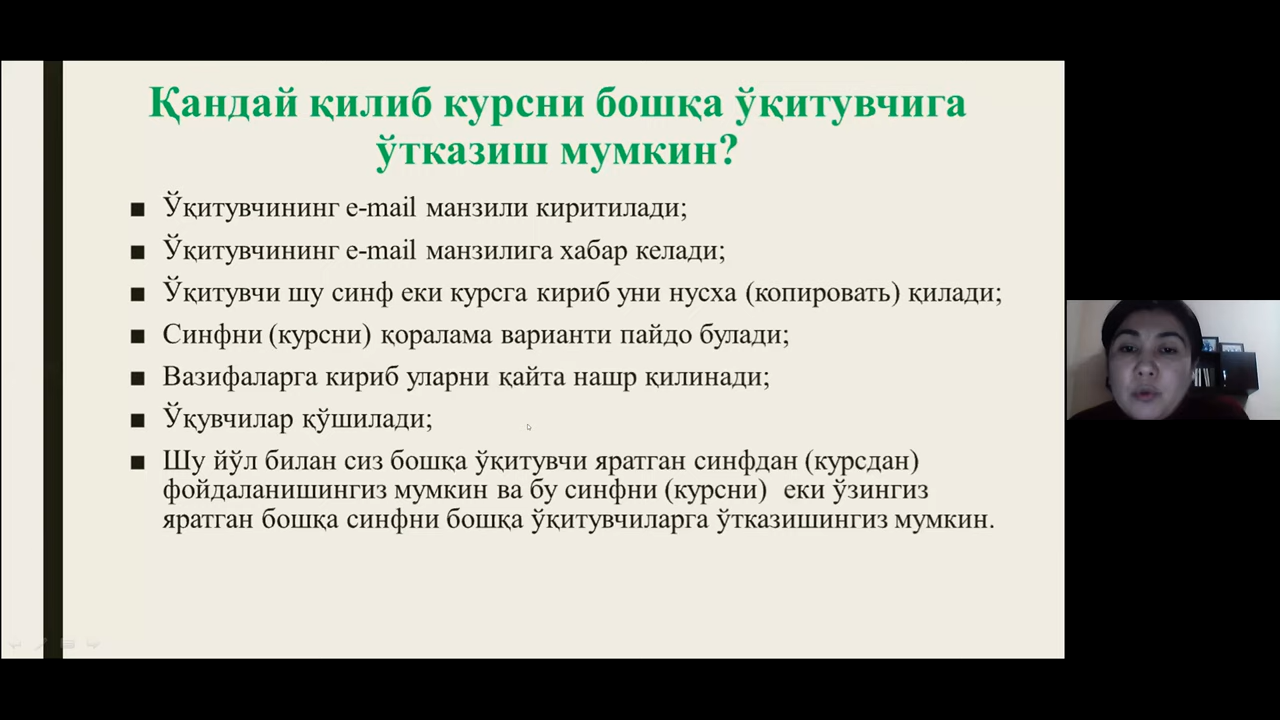 Қандай қилиб курсни бошқа ўқитувчига
ўтказиш мумкин?
■ Ўқитувчининг e-mail манзили киритилади;
■ Ўқитувчининг e-mail манзилига хабар келади;
■ Ўқитувчи шу синф еки курсга кириб уни нусха (копировать) қилади;
■ Синфни (курсни) қоралама варианти пайдо булади;
■ Вазифаларга кириб уларни қайта нашр қилинади;
■ Ўқувчилар қўшилади;
■ Шу йўл билан сиз бошқа ўқитувчи яратган синфдан (курсдан)
фойдаланишингиз мумкин ва бу синфни (курсни) еки ўзингиз
яратган бошқа синфни бошқа ўқитувчиларга ўтказишингиз мумкин.